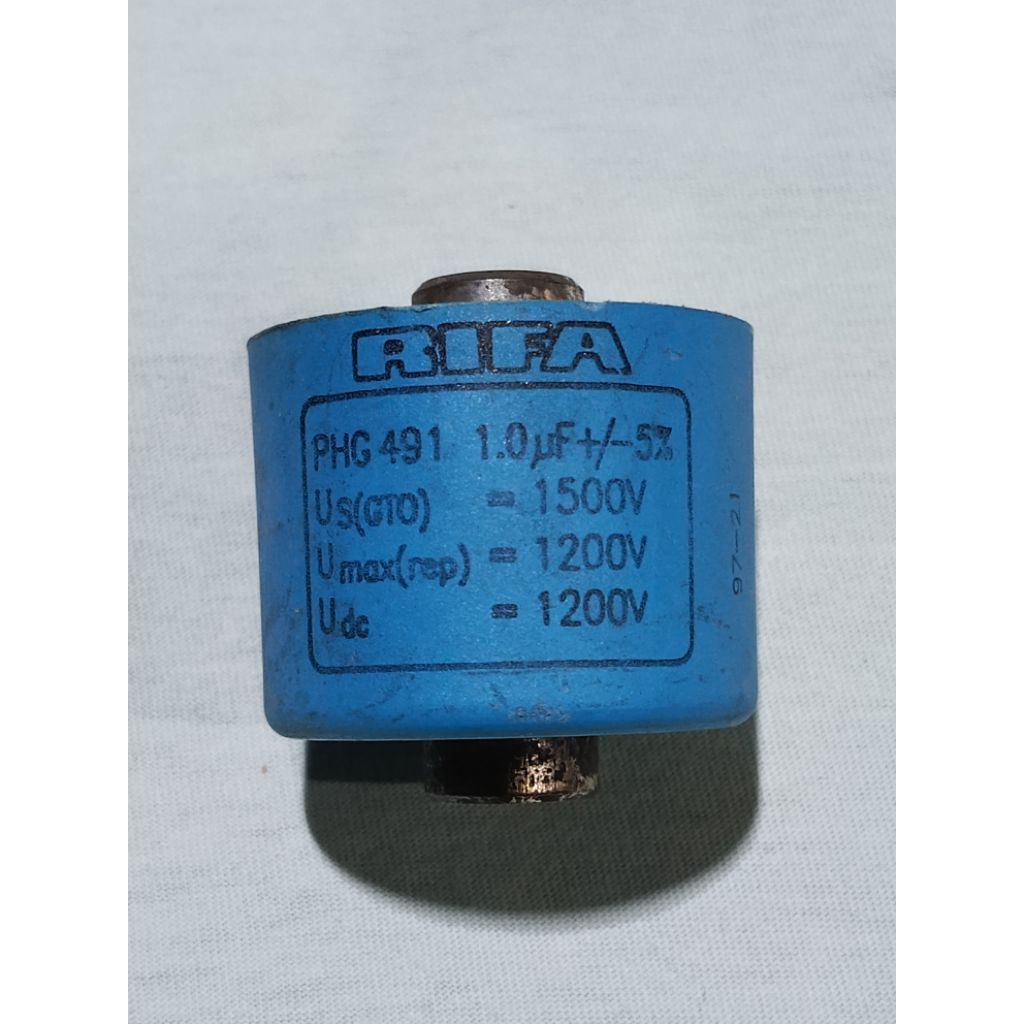 RIFA
PHG 491 1.0µF+/-5%
US(GTO) = 1500V
Umax(rep) = 1200V
Udc = 1200V
97-21